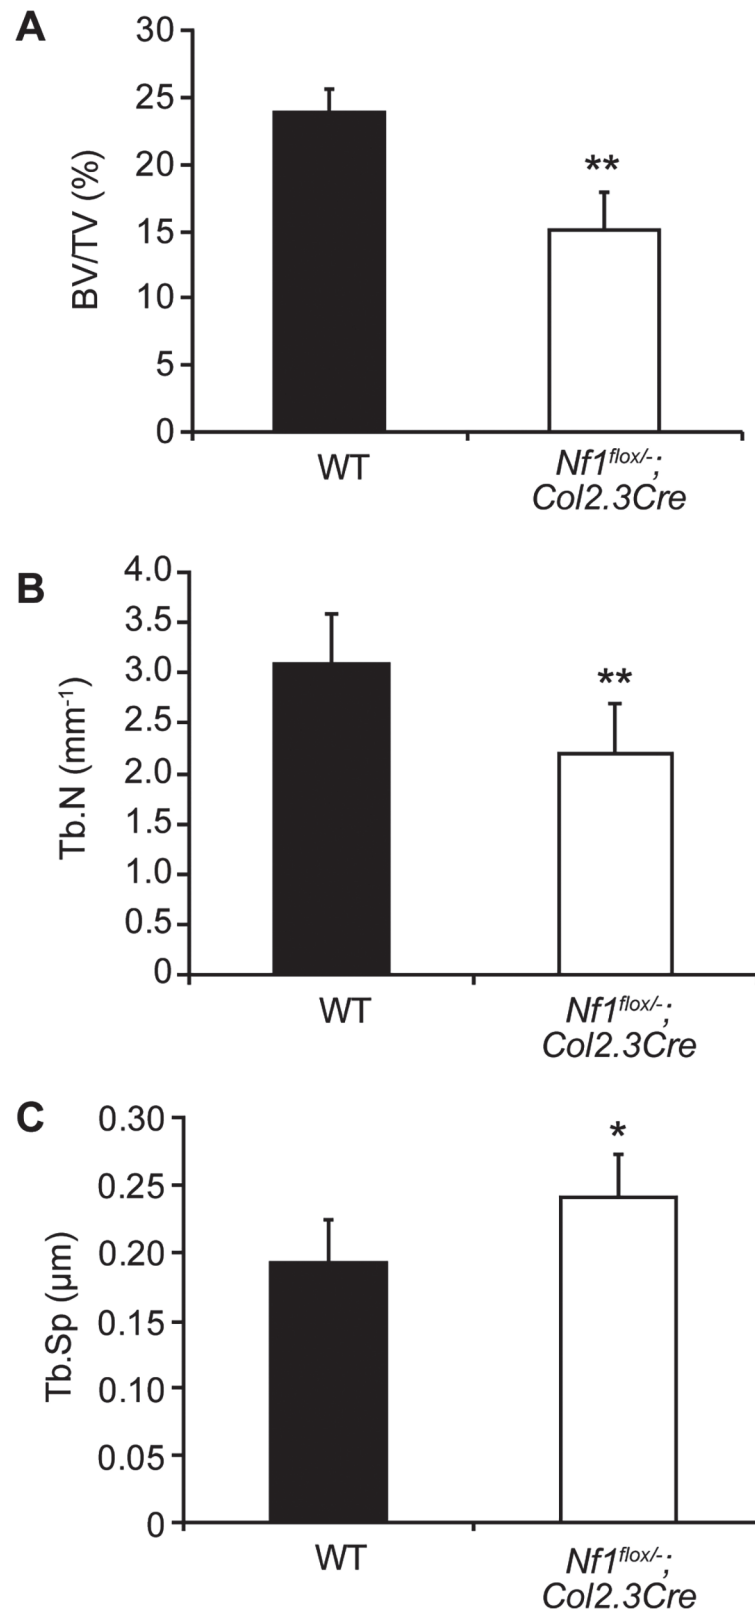 A
30
25
20
15
10
5
0
BV/TV (%)
**
WT
Nf1flox/-;
Col2.3Cre
B
4.0
3.5
3.0
2.5
2.0
1.5
1.0
0.5
0
Tb.N (mm-1)
**
WT
Nf1flox/-;
Col2.3Cre
C
0.30
0.25
0.20
0.15
0.10
0.05
0
Tb.Sp (µm)
*
WT
Nf1flox/-;
Col2.3Cre